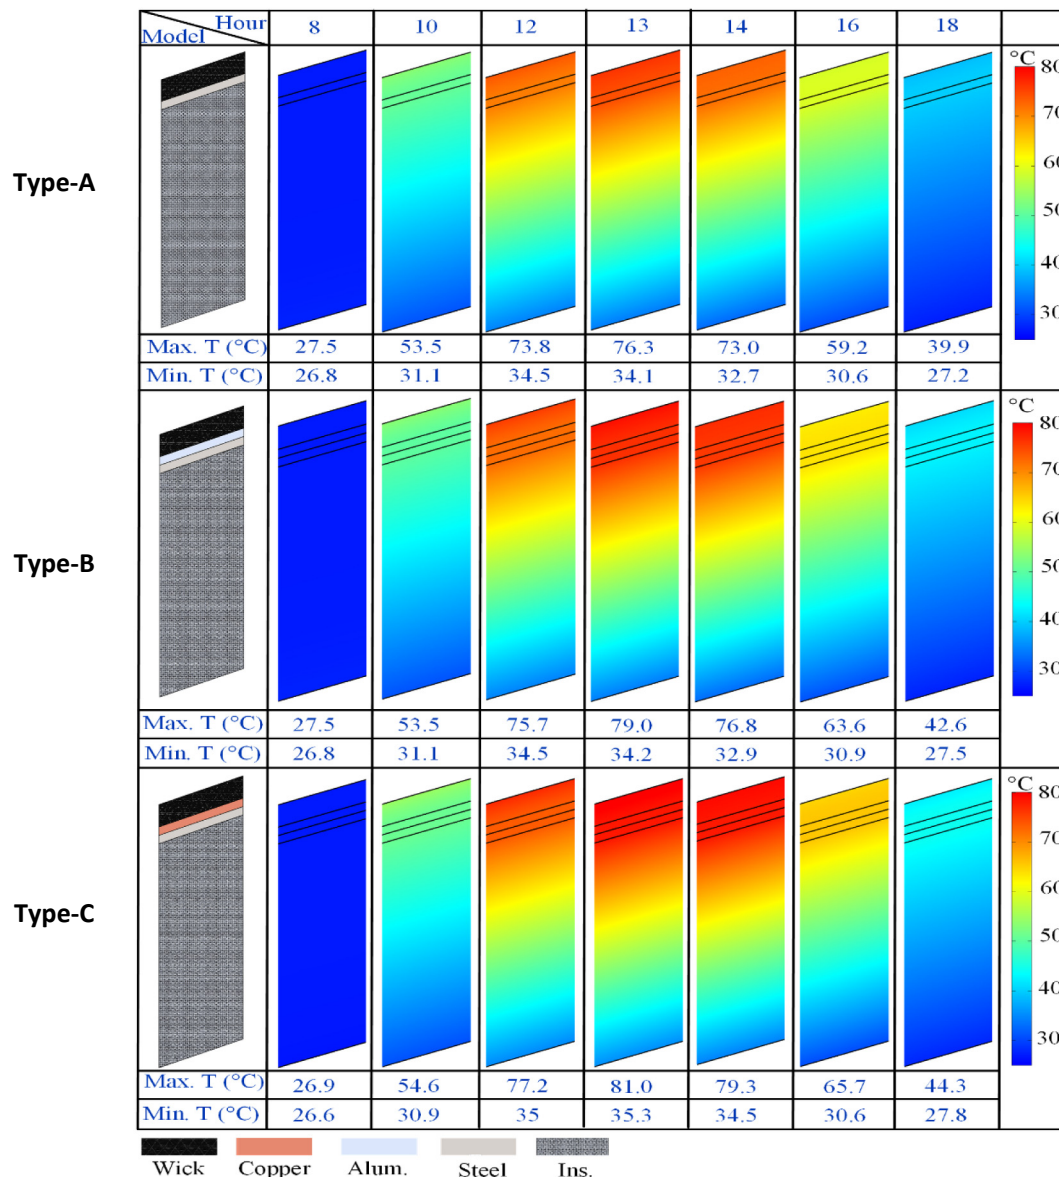 Hour
Model 8 10 12 13 14 16 18
Type-A
°C
80
70
60
50
40
30
Max. T (°C) 27.5 53.5 73.8 76.3 73.0 59.2 39.9
Min. T (°C) 26.8 31.1 34.5 34.1 32.7 30.6 27.2
Type-B
°C
80
70
60
50
40
30
Max. T (°C) 27.5 53.5 75.7 79.0 76.8 63.6 42.6
Min. T (°C) 26.8 31.1 34.5 34.2 32.9 30.9 27.5
Type-C
°C
80
70
60
50
40
30
Max. T (°C) 26.9 54.6 77.2 81.0 79.3 65.7 44.3
Min. T (°C) 26.6 30.9 35 35.3 34.5 30.6 27.8
Wick Copper Alum. Steel Ins.